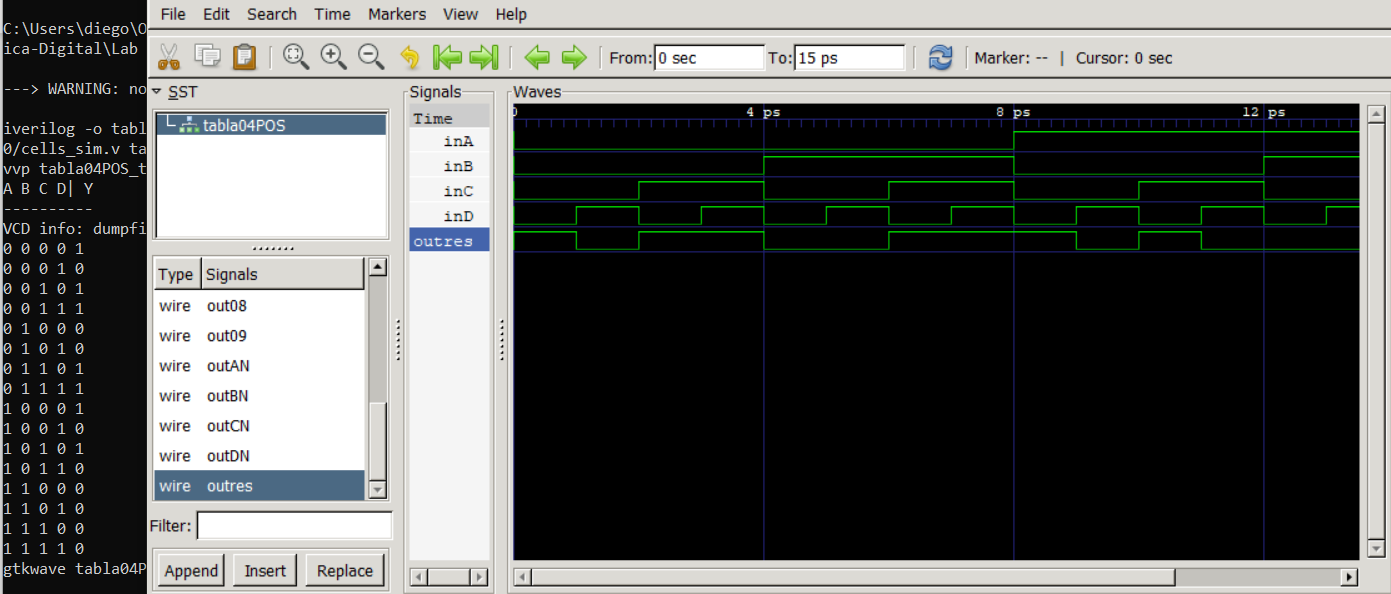 C:\Users\diego\O
ica-Digital\Lab
---> WARNING: no
iverilog -o tabl
0/cells_sim.v ta
vvp tabla04POS_t
A B C D| Y
----------
VCD info: dumpfi
0 0 0 0 1
0 0 0 1 0
0 0 1 0 1
0 0 1 1 1
0 1 0 0 0
0 1 0 1 0
0 1 1 0 1
0 1 1 1 1
1 0 0 0 1
1 0 0 1 0
1 0 1 0 1
1 0 1 1 0
1 1 0 0 0
1 1 0 1 0
1 1 1 0 0
1 1 1 1 0
gtkwave tabla04P
File Edit Search Time Markers View Help
From: 0 sec To: 15 ps Marker: -- | Cursor: 0 sec
SST
tabla04POS
Type Signals
wire out08
wire out09
wire outAN
wire outBN
wire outCN
wire outDN
wire outres
Filter:
Append Insert Replace
Signals
Time
inA
inB
inC
inD
outres
Waves
0 4 ps 8 ps 12 ps